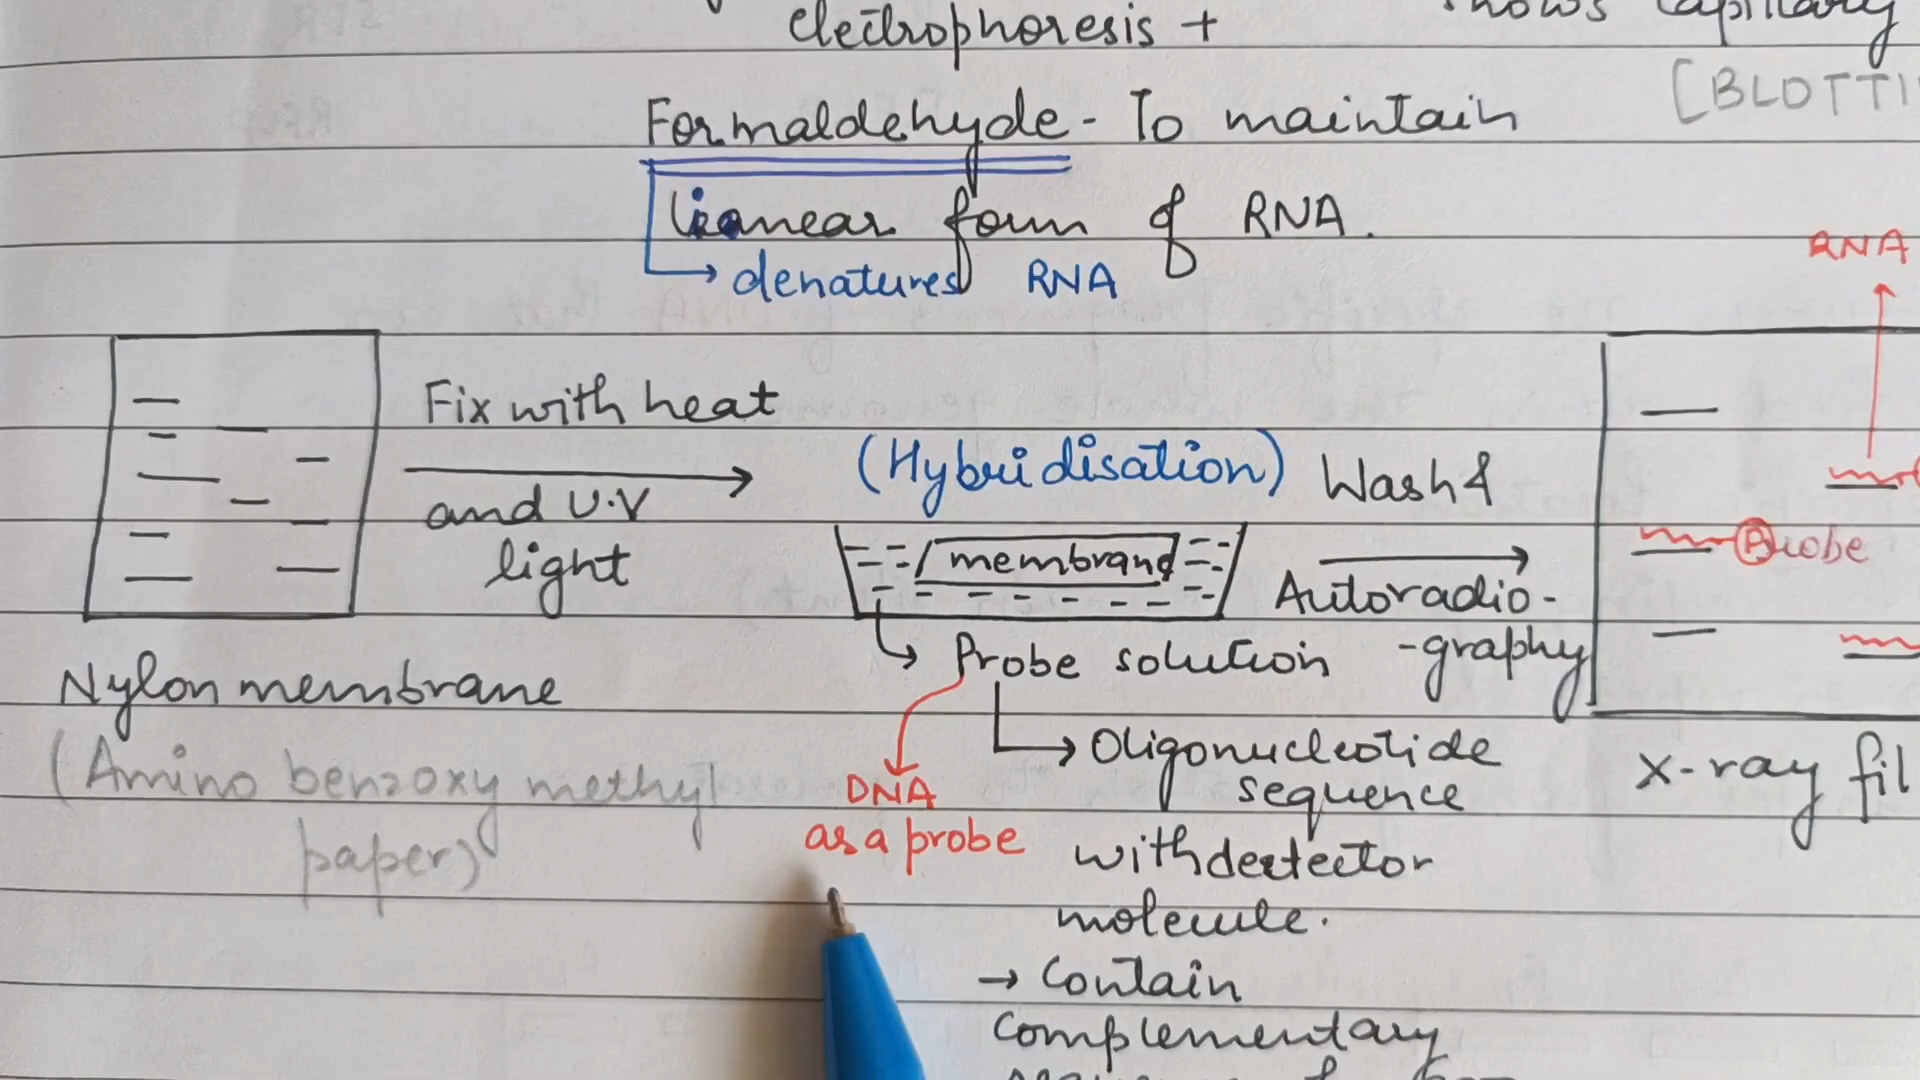 Electrophoresis +
shows capillary
[BLOTTI
Formaldehyde - To maintain
linear form of RNA.
denatures RNA
RNA
Fix with heat
and U.V
light
(Hybridisation)
membrane
Wash &
Autoradio-
-graphy
Probe
Probe solution
Nylon membrane
(Amino benzoxy methyl
paper)
DNA
as a probe
Oligonucleotide
sequence
with detector
molecule.
→ Contain
complementary
X-ray fil